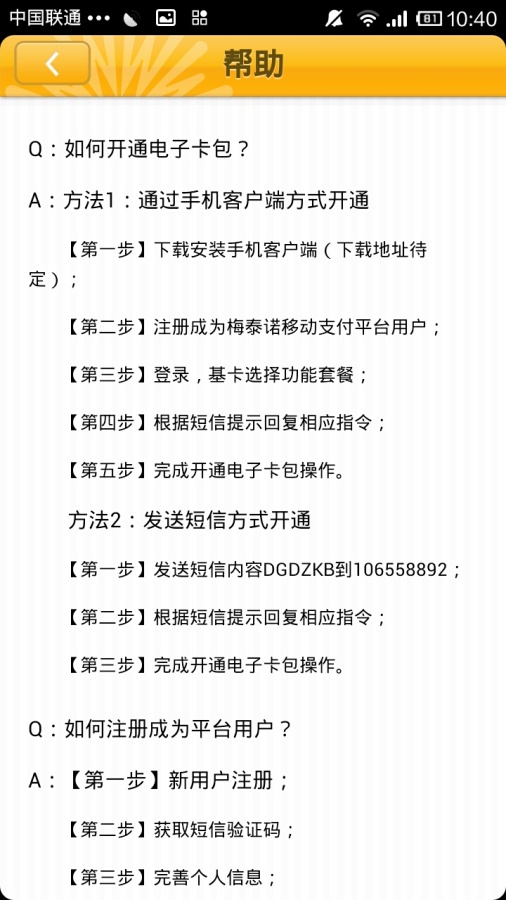 中国联通 ••• 81 10:40
帮助
Q：如何开通电子卡包？
A：方法1：通过手机客户端方式开通
【第一步】下载安装手机客户端（下载地址待
定）；
【第二步】注册成为梅泰诺移动支付平台用户；
【第三步】登录，基卡选择功能套餐；
【第四步】根据短信提示回复相应指令；
【第五步】完成开通电子卡包操作。
方法2：发送短信方式开通
【第一步】发送短信内容DGDZKB到106558892；
【第二步】根据短信提示回复相应指令；
【第三步】完成开通电子卡包操作。
Q：如何注册成为平台用户？
A：【第一步】新用户注册；
【第二步】获取短信验证码；
【第三步】完善个人信息；